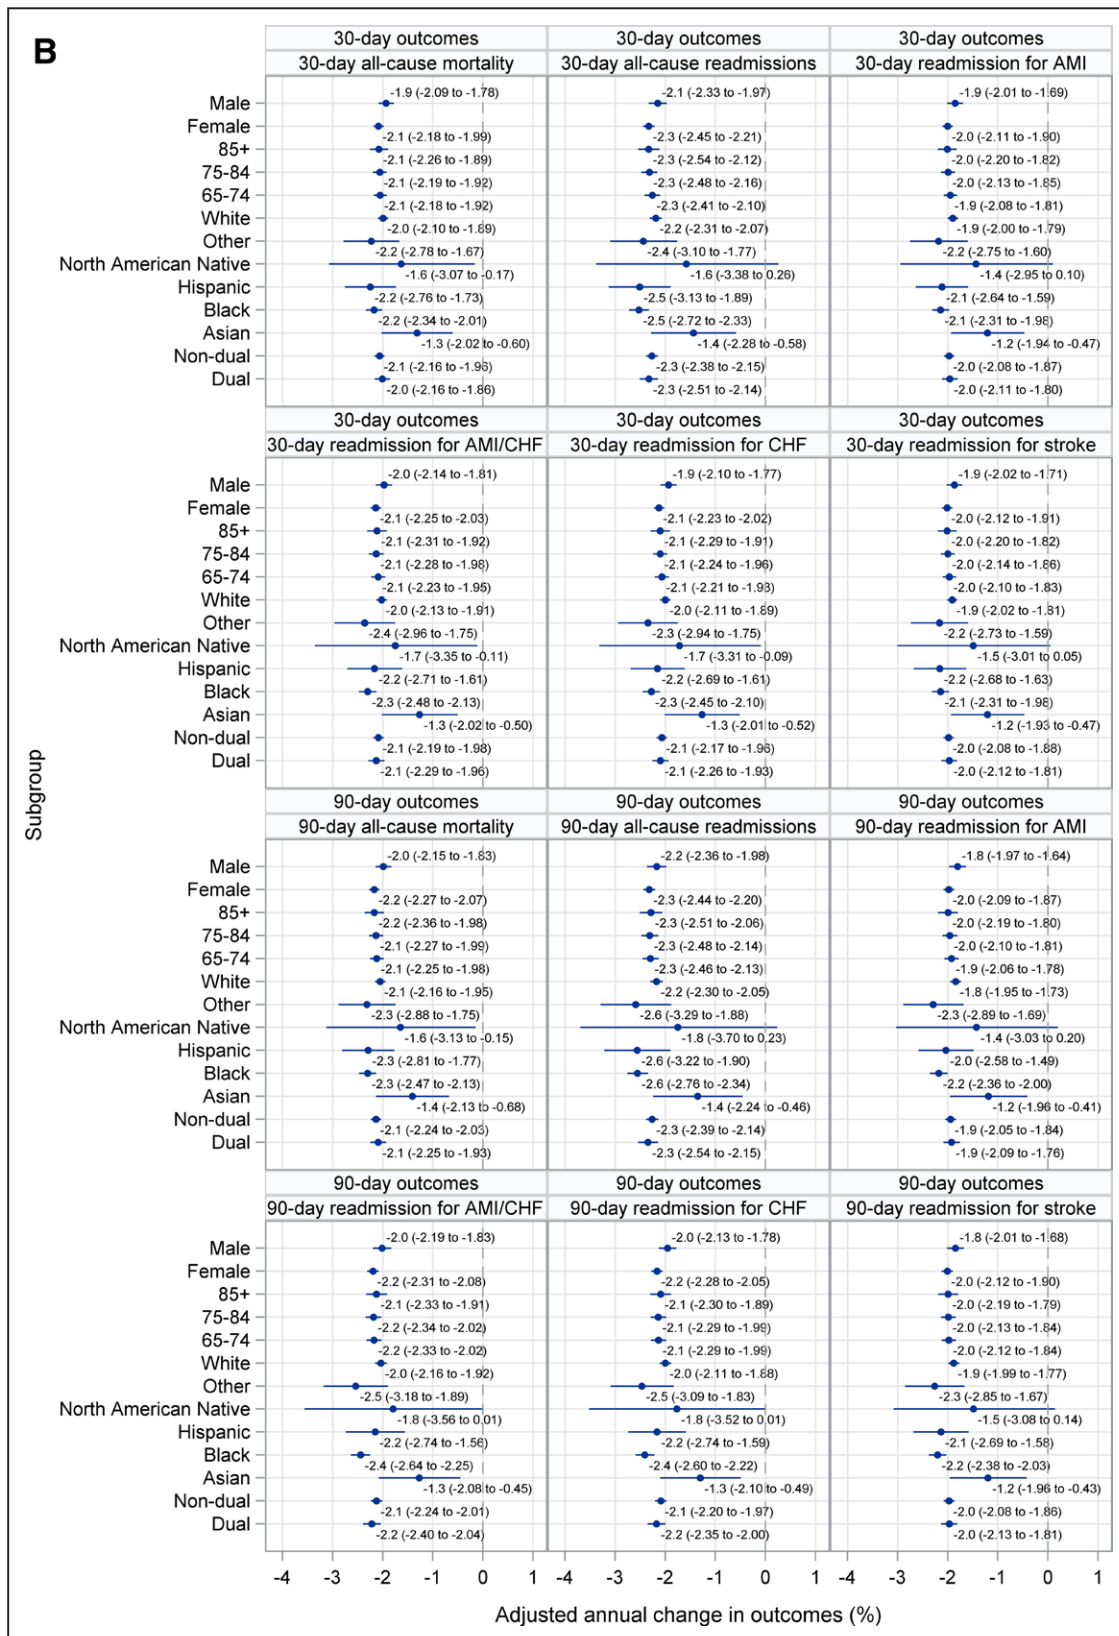 B
30-day outcomes 30-day outcomes 30-day outcomes
30-day all-cause mortality 30-day all-cause readmissions 30-day readmission for AMI
Male -1.9 (-2.09 to -1.78) -2.1 (-2.33 to -1.97) -1.9 (-2.01 to -1.69)
Female -2.1 (-2.18 to -1.99) -2.3 (-2.45 to -2.21) -2.0 (-2.11 to -1.90)
85+ -2.1 (-2.26 to -1.89) -2.3 (-2.54 to -2.12) -2.0 (-2.20 to -1.82)
75-84 -2.1 (-2.19 to -1.92) -2.3 (-2.48 to -2.16) -2.0 (-2.13 to -1.85)
65-74 -2.1 (-2.18 to -1.92) -2.3 (-2.41 to -2.10) -1.9 (-2.08 to -1.81)
White -2.0 (-2.10 to -1.89) -2.2 (-2.31 to -2.07) -1.9 (-2.00 to -1.79)
Other -2.2 (-2.78 to -1.67) -2.4 (-3.10 to -1.77) -2.2 (-2.75 to -1.60)
North American Native -1.6 (-3.07 to -0.17) -1.6 (-3.38 to 0.26) -1.4 (-2.95 to 0.10)
Hispanic -2.2 (-2.76 to -1.73) -2.5 (-3.13 to -1.89) -2.1 (-2.64 to -1.59)
Black -2.2 (-2.34 to -2.01) -2.5 (-2.72 to -2.33) -2.1 (-2.31 to -1.98)
Asian -1.3 (-2.02 to -0.60) -1.4 (-2.28 to -0.58) -1.2 (-1.94 to -0.47)
Non-dual -2.1 (-2.16 to -1.96) -2.3 (-2.38 to -2.15) -2.0 (-2.08 to -1.87)
Dual -2.0 (-2.16 to -1.86) -2.3 (-2.51 to -2.14) -2.0 (-2.11 to -1.80)
30-day outcomes 30-day outcomes 30-day outcomes
30-day readmission for AMI/CHF 30-day readmission for CHF 30-day readmission for stroke
Male -2.0 (-2.14 to -1.81) -1.9 (-2.10 to -1.77) -1.9 (-2.02 to -1.71)
Female -2.1 (-2.25 to -2.03) -2.1 (-2.23 to -2.02) -2.0 (-2.12 to -1.91)
85+ -2.1 (-2.31 to -1.92) -2.1 (-2.29 to -1.91) -2.0 (-2.20 to -1.82)
75-84 -2.1 (-2.28 to -1.98) -2.1 (-2.24 to -1.96) -2.0 (-2.14 to -1.86)
65-74 -2.1 (-2.23 to -1.95) -2.1 (-2.21 to -1.93) -2.0 (-2.10 to -1.83)
White -2.0 (-2.13 to -1.91) -2.0 (-2.11 to -1.89) -1.9 (-2.02 to -1.81)
Other -2.4 (-2.96 to -1.75) -2.3 (-2.94 to -1.75) -2.2 (-2.73 to -1.59)
North American Native -1.7 (-3.35 to -0.11) -1.7 (-3.31 to -0.09) -1.5 (-3.01 to 0.05)
Hispanic -2.2 (-2.71 to -1.61) -2.2 (-2.69 to -1.61) -2.2 (-2.68 to -1.63)
Black -2.3 (-2.48 to -2.13) -2.3 (-2.45 to -2.10) -2.1 (-2.31 to -1.98)
Asian -1.3 (-2.02 to -0.50) -1.3 (-2.01 to -0.52) -1.2 (-1.93 to -0.47)
Non-dual -2.1 (-2.19 to -1.98) -2.1 (-2.17 to -1.96) -2.0 (-2.08 to -1.88)
Dual -2.1 (-2.29 to -1.96) -2.1 (-2.26 to -1.93) -2.0 (-2.12 to -1.81)
Subgroup
90-day outcomes 90-day outcomes 90-day outcomes
90-day all-cause mortality 90-day all-cause readmissions 90-day readmission for AMI
Male -2.0 (-2.15 to -1.83) -2.2 (-2.36 to -1.98) -1.8 (-1.97 to -1.64)
Female -2.2 (-2.27 to -2.07) -2.3 (-2.44 to -2.20) -2.0 (-2.09 to -1.87)
85+ -2.2 (-2.36 to -1.98) -2.3 (-2.51 to -2.06) -2.0 (-2.19 to -1.80)
75-84 -2.1 (-2.27 to -1.99) -2.3 (-2.48 to -2.14) -2.0 (-2.10 to -1.81)
65-74 -2.1 (-2.25 to -1.98) -2.3 (-2.46 to -2.13) -1.9 (-2.06 to -1.78)
White -2.1 (-2.16 to -1.95) -2.2 (-2.30 to -2.05) -1.8 (-1.95 to -1.73)
Other -2.3 (-2.88 to -1.75) -2.6 (-3.29 to -1.88) -2.3 (-2.89 to -1.69)
North American Native -1.6 (-3.13 to -0.15) -1.8 (-3.70 to 0.23) -1.4 (-3.03 to 0.20)
Hispanic -2.3 (-2.81 to -1.77) -2.6 (-3.22 to -1.90) -2.0 (-2.58 to -1.49)
Black -2.3 (-2.47 to -2.13) -2.6 (-2.76 to -2.34) -2.2 (-2.36 to -2.00)
Asian -1.4 (-2.13 to -0.68) -1.4 (-2.24 to -0.46) -1.2 (-1.96 to -0.41)
Non-dual -2.1 (-2.24 to -2.03) -2.3 (-2.39 to -2.14) -1.9 (-2.05 to -1.84)
Dual -2.1 (-2.25 to -1.93) -2.3 (-2.54 to -2.15) -1.9 (-2.09 to -1.76)
90-day outcomes 90-day outcomes 90-day outcomes
90-day readmission for AMI/CHF 90-day readmission for CHF 90-day readmission for stroke
Male -2.0 (-2.19 to -1.83) -2.0 (-2.13 to -1.78) -1.8 (-2.01 to -1.68)
Female -2.2 (-2.31 to -2.08) -2.2 (-2.28 to -2.05) -2.0 (-2.12 to -1.90)
85+ -2.1 (-2.33 to -1.91) -2.1 (-2.30 to -1.89) -2.0 (-2.19 to -1.79)
75-84 -2.2 (-2.34 to -2.02) -2.1 (-2.29 to -1.99) -2.0 (-2.13 to -1.84)
65-74 -2.2 (-2.33 to -2.02) -2.1 (-2.29 to -1.99) -2.0 (-2.12 to -1.84)
White -2.0 (-2.16 to -1.92) -2.0 (-2.11 to -1.88) -1.9 (-1.99 to -1.77)
Other -2.5 (-3.18 to -1.89) -2.5 (-3.09 to -1.83) -2.3 (-2.85 to -1.67)
North American Native -1.8 (-3.56 to 0.01) -1.8 (-3.52 to 0.01) -1.5 (-3.08 to 0.14)
Hispanic -2.2 (-2.74 to -1.56) -2.2 (-2.74 to -1.59) -2.1 (-2.69 to -1.58)
Black -2.4 (-2.64 to -2.25) -2.4 (-2.60 to -2.22) -2.2 (-2.38 to -2.03)
Asian -1.3 (-2.08 to -0.45) -1.3 (-2.10 to -0.49) -1.2 (-1.96 to -0.43)
Non-dual -2.1 (-2.24 to -2.01) -2.1 (-2.20 to -1.97) -2.0 (-2.08 to -1.86)
Dual -2.2 (-2.40 to -2.04) -2.2 (-2.35 to -2.00) -2.0 (-2.13 to -1.81)
-4 -3 -2 -1 0 1 -4 -3 -2 -1 0 1 -4 -3 -2 -1 0 1
Adjusted annual change in outcomes (%)